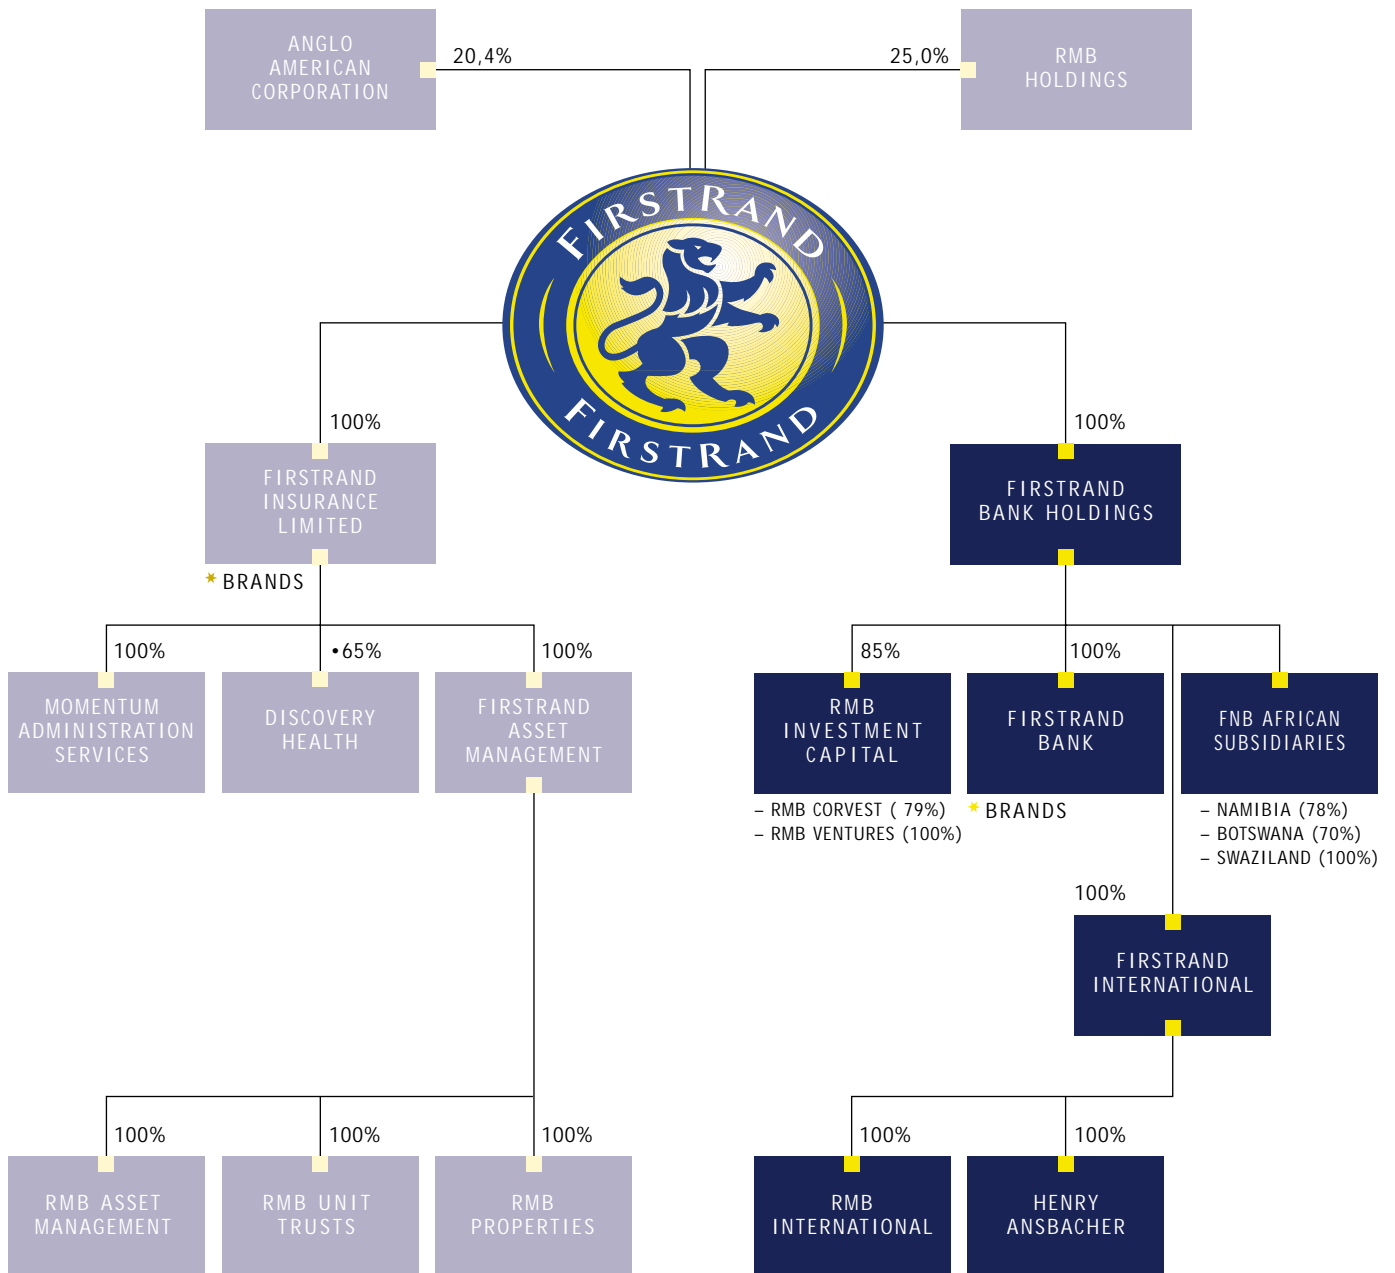 ANGLO
AMERICAN
CORPORATION
20,4%
25,0%
RMB
HOLDINGS
FIRSTRAND
FIRSTRAND
100%
100%
FIRSTRAND
INSURANCE
LIMITED
FIRSTRAND
BANK HOLDINGS
* BRANDS
100%
•65%
100%
85%
100%
MOMENTUM
ADMINISTRATION
SERVICES
DISCOVERY
HEALTH
FIRSTRAND
ASSET
MANAGEMENT
RMB
INVESTMENT
CAPITAL
FIRSTRAND
BANK
FNB AFRICAN
SUBSIDIARIES
– RMB CORVEST ( 79%)
– RMB VENTURES (100%)
* BRANDS
– NAMIBIA (78%)
– BOTSWANA (70%)
– SWAZILAND (100%)
100%
FIRSTRAND
INTERNATIONAL
100%
100%
100%
100%
100%
RMB ASSET
MANAGEMENT
RMB UNIT
TRUSTS
RMB
PROPERTIES
RMB
INTERNATIONAL
HENRY
ANSBACHER